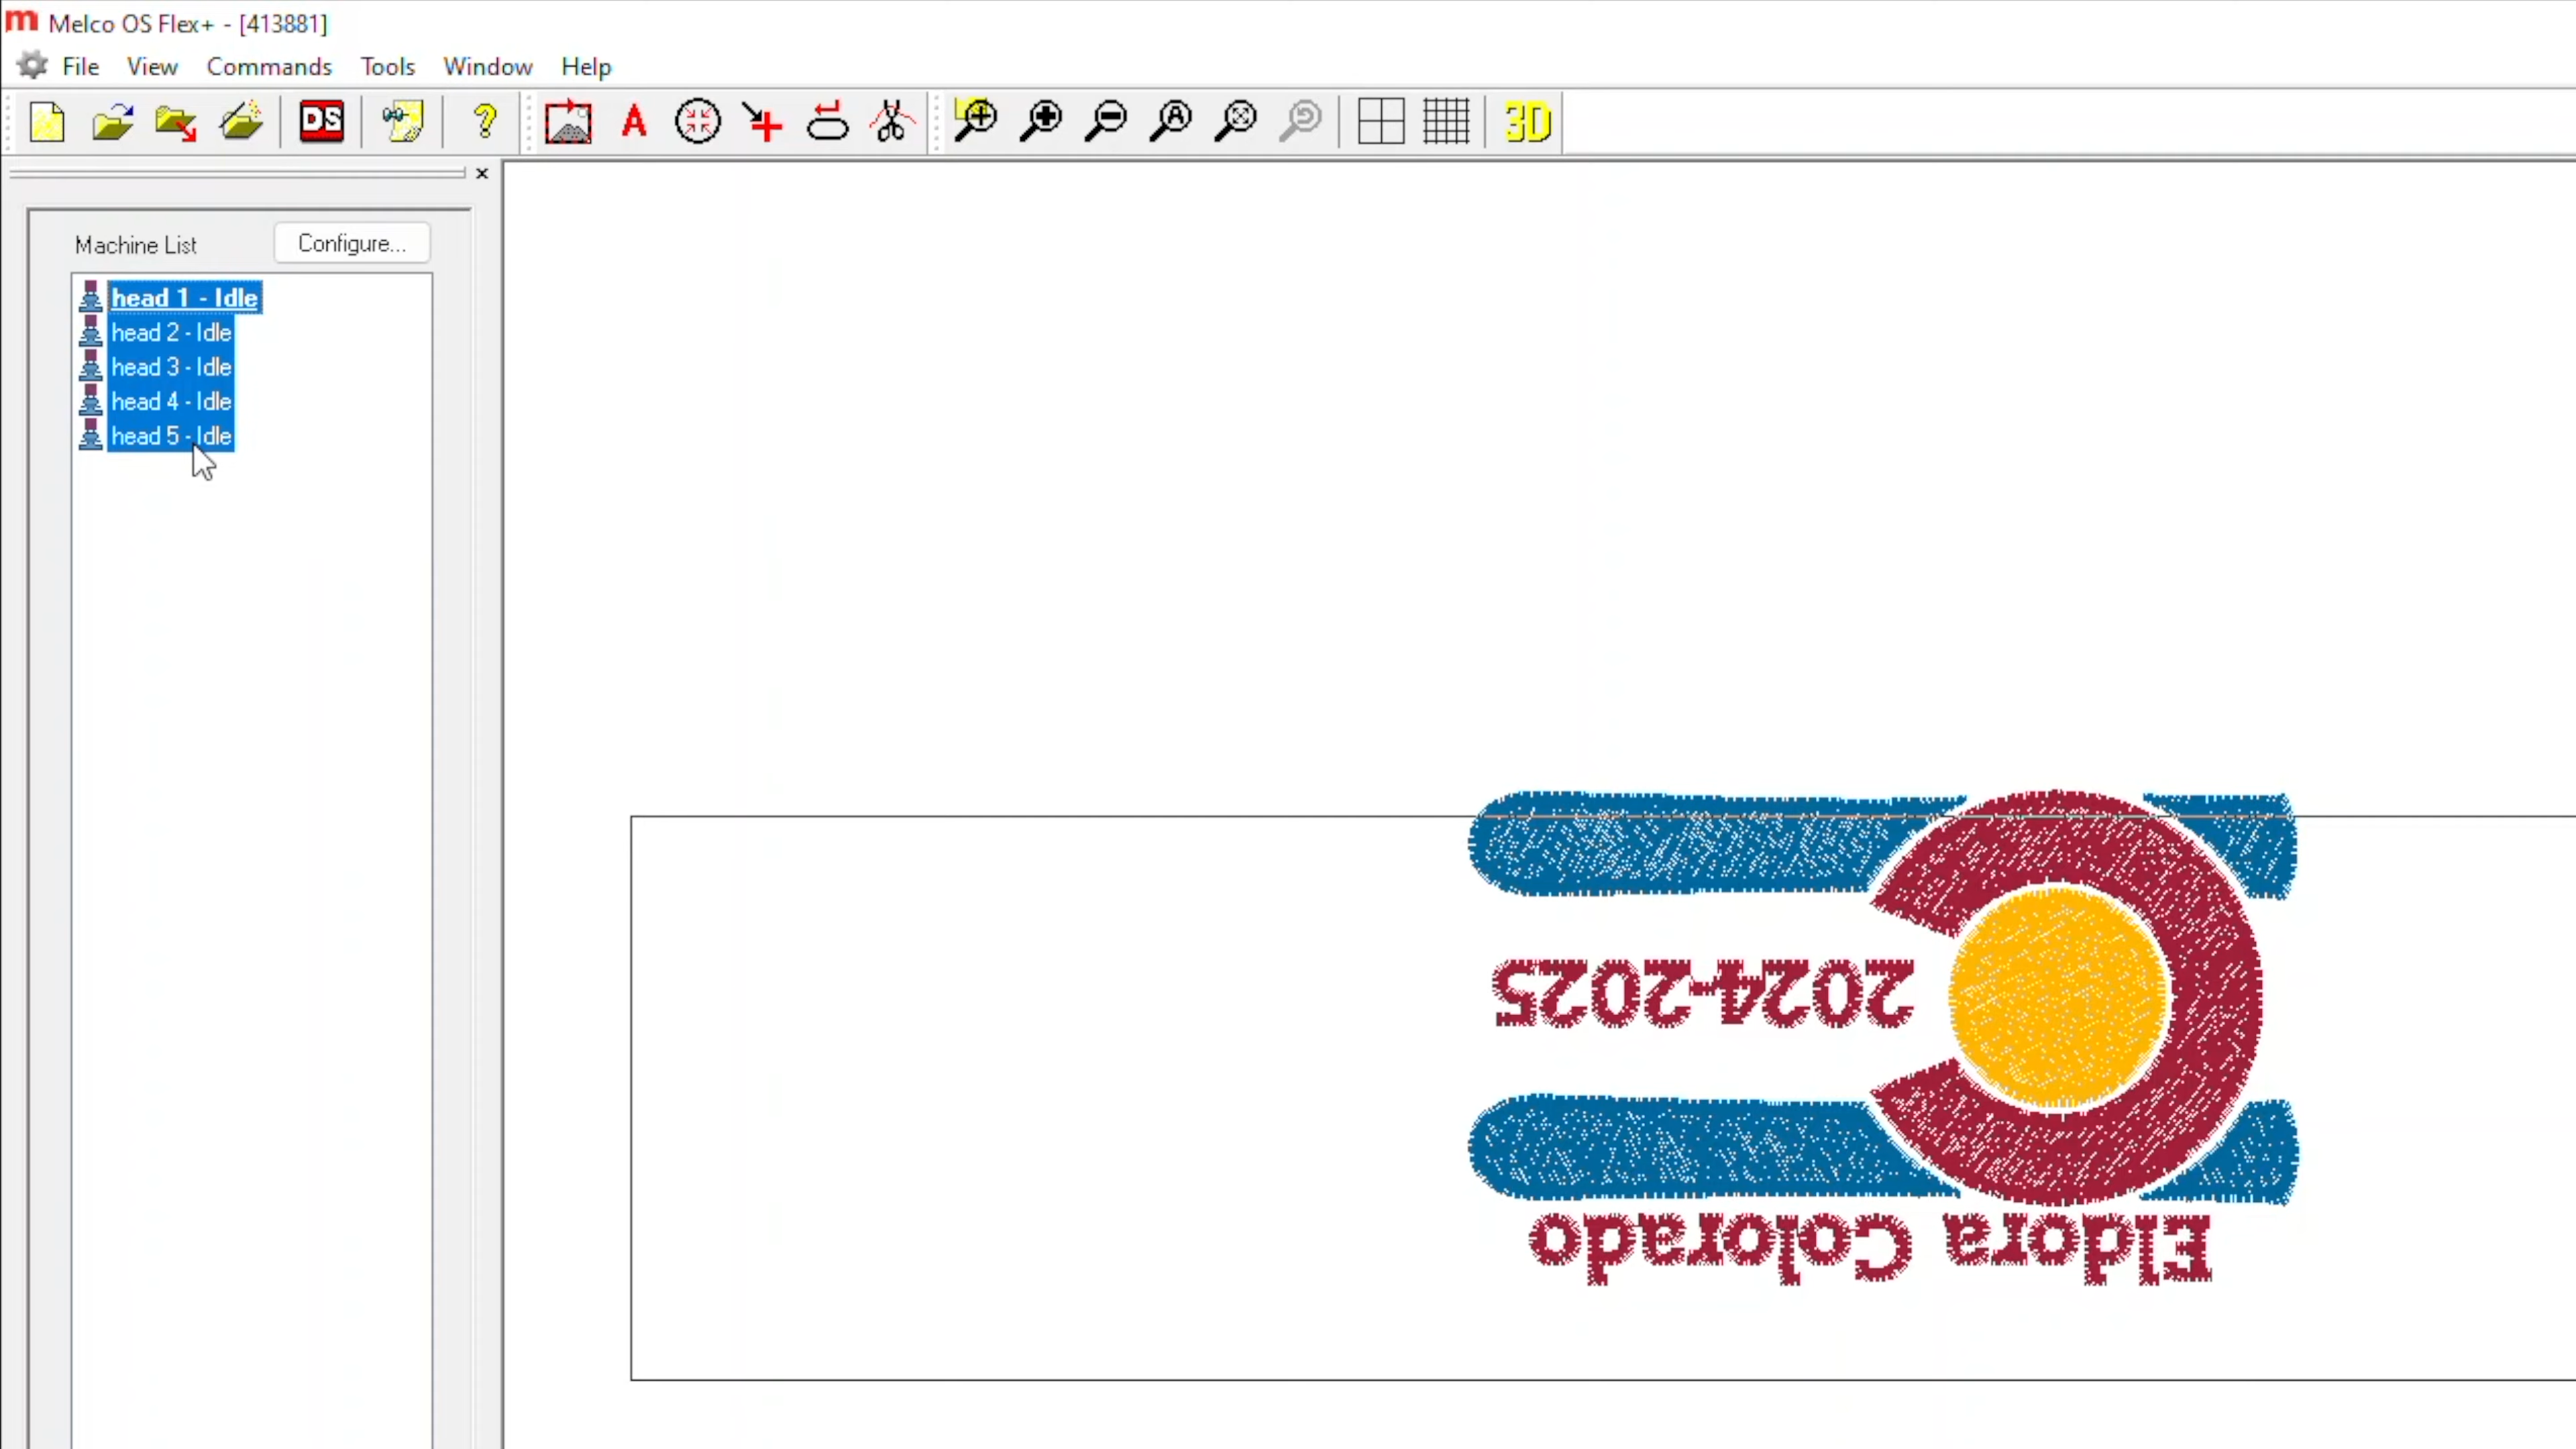 m Melco OS Flex+ - [413881]
File View Commands Tools Window Help
DS ? A A 3D
Machine List Configure...
head 1 - Idle
head 2 - Idle
head 3 - Idle
head 4 - Idle
head 5 - Idle
2024-2025
Eldora Colorado